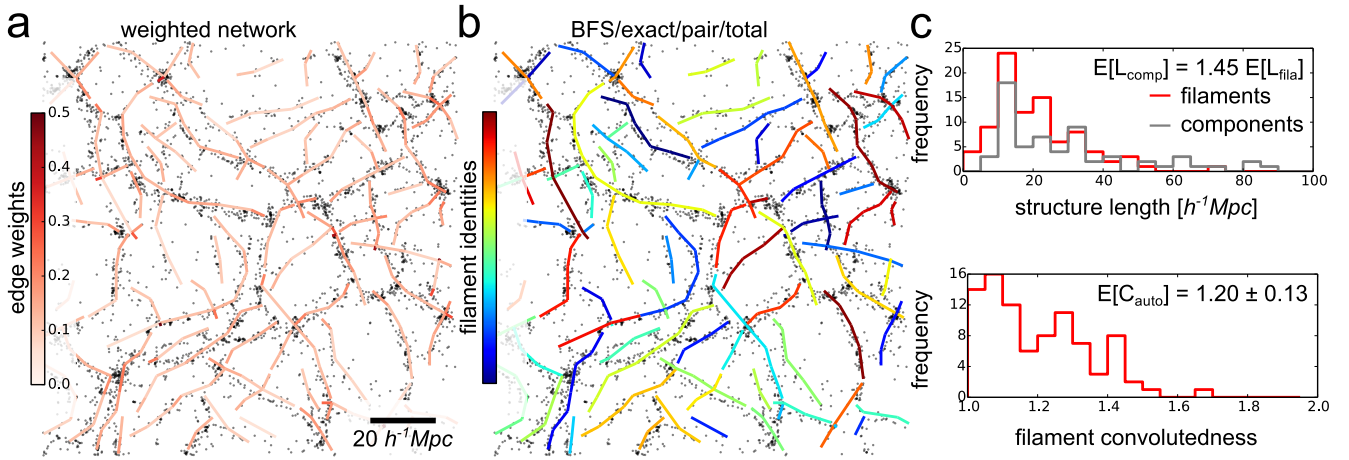 a
weighted network
edge weights
0.5
0.4
0.3
0.2
0.1
0.0
20 h⁻¹Mpc
b
BFS/exact/pair/total
filament identities
c
frequency
25
20
15
10
5
0
E[L_comp] = 1.45 E[L_fila]
filaments
components
0 20 40 60 80 100
structure length [h⁻¹Mpc]
frequency
16
12
8
4
0
E[C_auto] = 1.20 ± 0.13
1.0 1.2 1.4 1.6 1.8 2.0
filament convolutedness